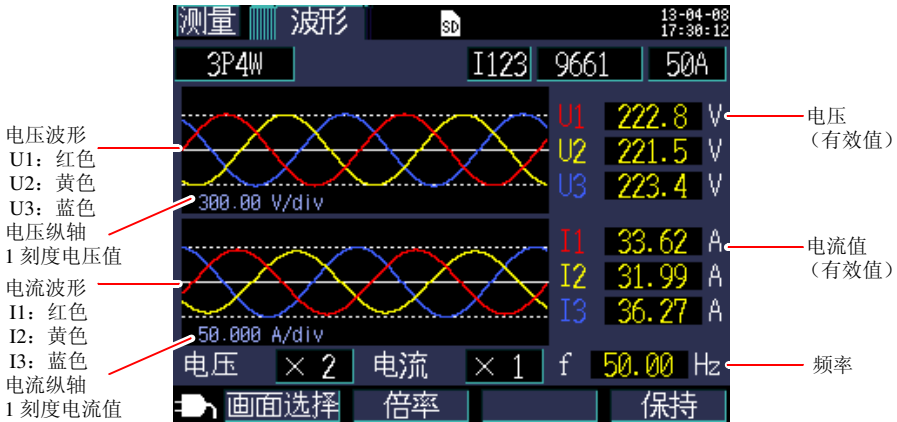 测量 波形 SD 13-04-08
17:30:12
3P4W I123 9661 50A
电压波形
U1：红色
U2：黄色
U3：蓝色
电压纵轴
1 刻度电压值
U1 222.8 V
U2 221.5 V
U3 223.4 V
电压
（有效值）
300.00 V/div
电流波形
I1：红色
I2：黄色
I3：蓝色
电流纵轴
1 刻度电流值
I1 33.62 A
I2 31.99 A
I3 36.27 A
电流值
（有效值）
50.000 A/div
电压 ×2 电流 ×1 f 50.00 Hz
频率
画面选择 倍率 保持